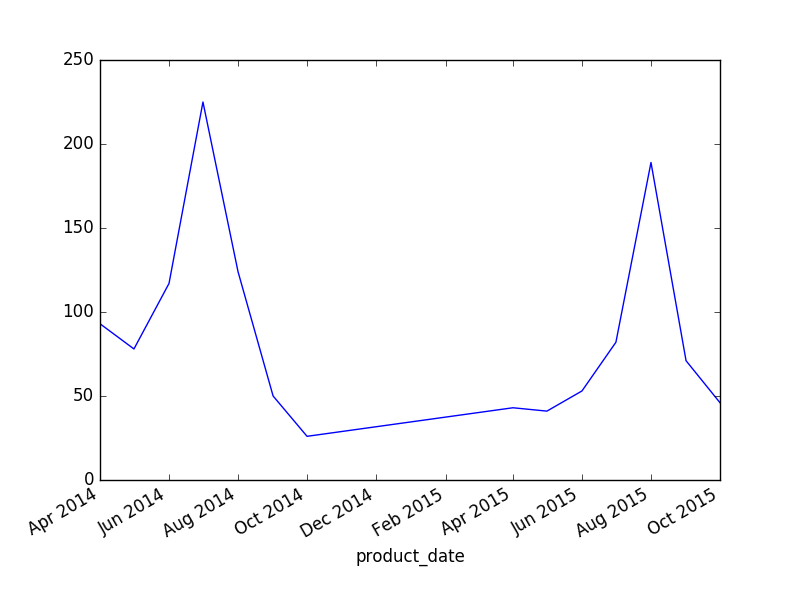 250
200
150
100
50
0
Apr 2014
Jun 2014
Aug 2014
Oct 2014
Dec 2014
Feb 2015
Apr 2015
Jun 2015
Aug 2015
Oct 2015
product_date